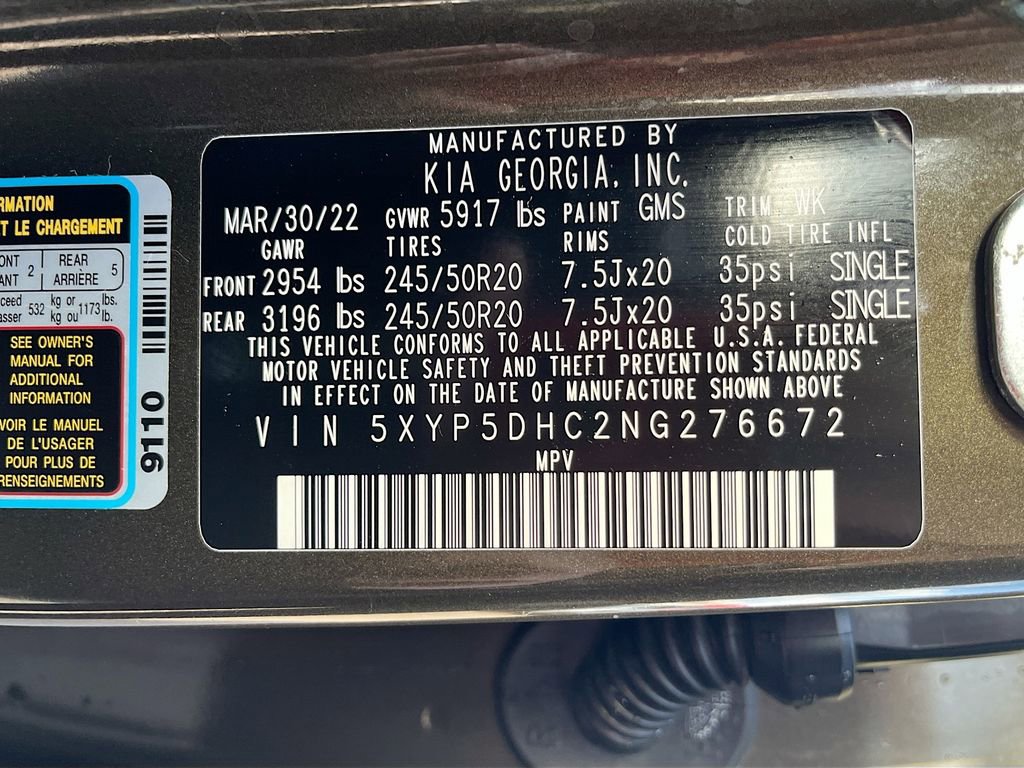 RMATION
T LE CHARGEMENT
ONT 2 REAR 5
ANT ARRIÈRE
xceed 532 kg or 1173 lbs.
asser kg ou lb.
SEE OWNER'S
MANUAL FOR
ADDITIONAL
INFORMATION
VOIR LE MANUEL
DE L'USAGER
POUR PLUS DE
RENSEIGNEMENTS
9110
MANUFACTURED BY
KIA GEORGIA, INC.
MAR/30/22 GVWR 5917 lbs PAINT GMS TRIM WK
GAWR TIRES RIMS COLD TIRE INFL
FRONT 2954 lbs 245/50R20 7.5Jx20 35psi SINGLE
REAR 3196 lbs 245/50R20 7.5Jx20 35psi SINGLE
THIS VEHICLE CONFORMS TO ALL APPLICABLE U.S.A. FEDERAL
MOTOR VEHICLE SAFETY AND THEFT PREVENTION STANDARDS
IN EFFECT ON THE DATE OF MANUFACTURE SHOWN ABOVE
VIN 5XYP5DHC2NG276672
MPV